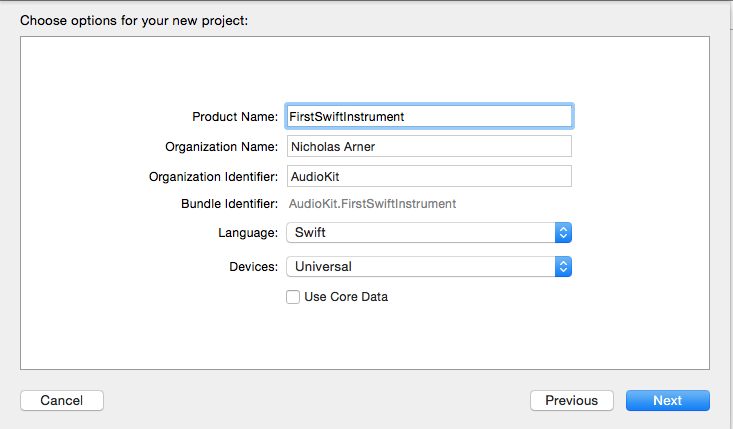 Choose options for your new project:
Product Name: FirstSwiftInstrument
Organization Name: Nicholas Arner
Organization Identifier: AudioKit
Bundle Identifier: AudioKit.FirstSwiftInstrument
Language: Swift
Devices: Universal
Use Core Data
Cancel Previous Next